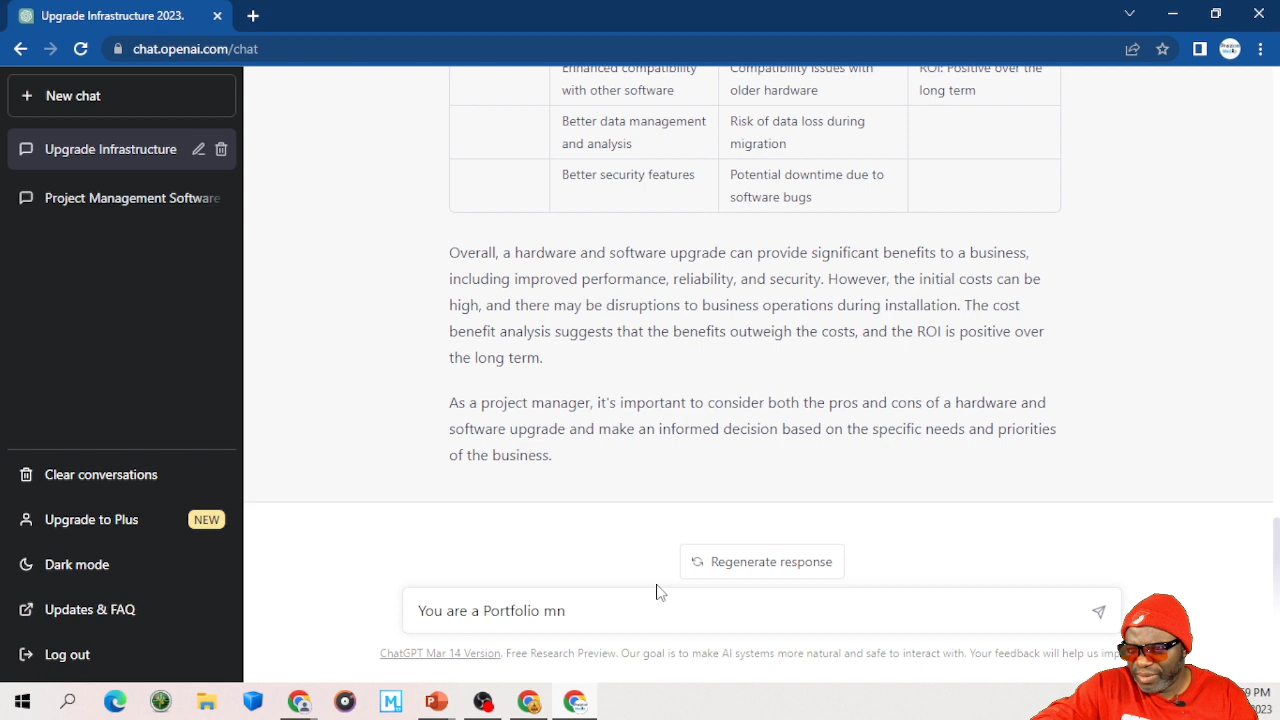 Upgrade Infrastructure 2023.
chat.openai.com/chat
New chat
Upgrade Infrastructure
Project Management Software
Clear conversations
Upgrade to Plus
NEW
Dark mode
Updates & FAQ
Log out
Enhanced compatibility Compatibility issues with ROI: Positive over the
with other software older hardware long term
Better data management Risk of data loss during
and analysis migration
Better security features Potential downtime due to
software bugs
Overall, a hardware and software upgrade can provide significant benefits to a business,
including improved performance, reliability, and security. However, the initial costs can be
high, and there may be disruptions to business operations during installation. The cost
benefit analysis suggests that the benefits outweigh the costs, and the ROI is positive over
the long term.
As a project manager, it's important to consider both the pros and cons of a hardware and
software upgrade and make an informed decision based on the specific needs and priorities
of the business.
Regenerate response
You are a Portfolio mn
ChatGPT Mar 14 Version. Free Research Preview. Our goal is to make AI systems more natural and safe to interact with. Your feedback will help us